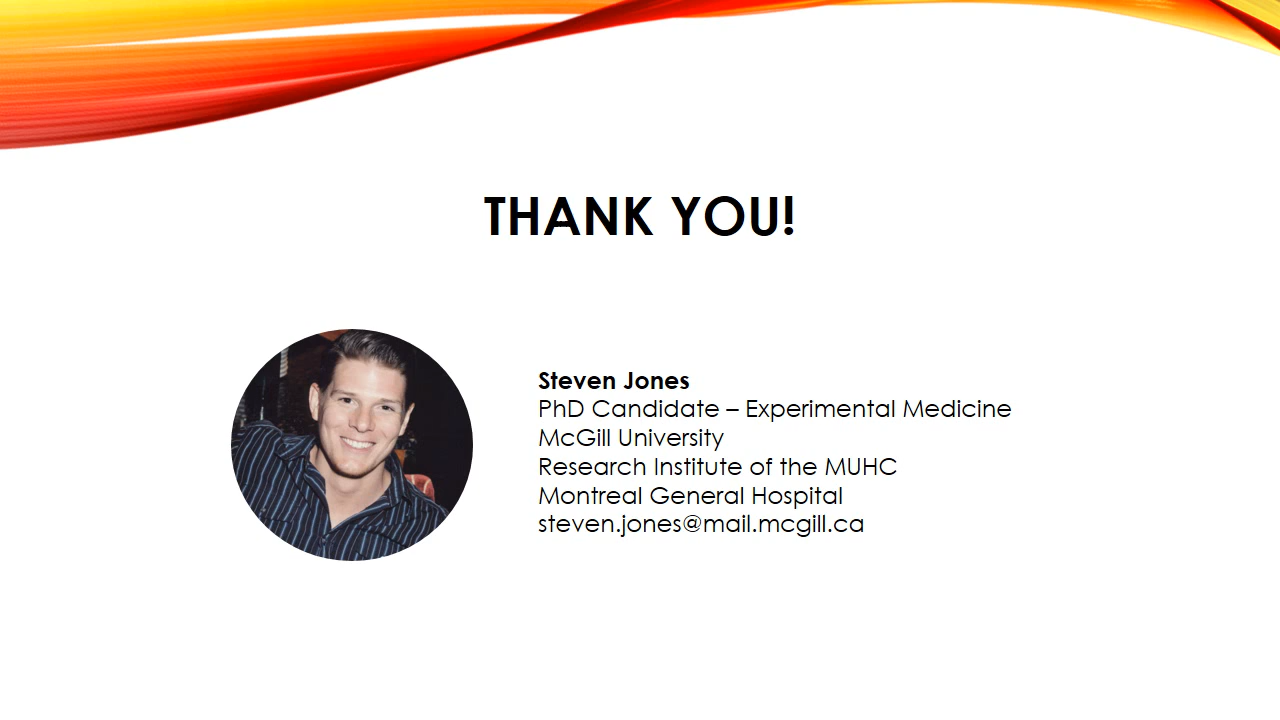 THANK YOU!
Steven Jones
PhD Candidate – Experimental Medicine
McGill University
Research Institute of the MUHC
Montreal General Hospital
steven.jones@mail.mcgill.ca